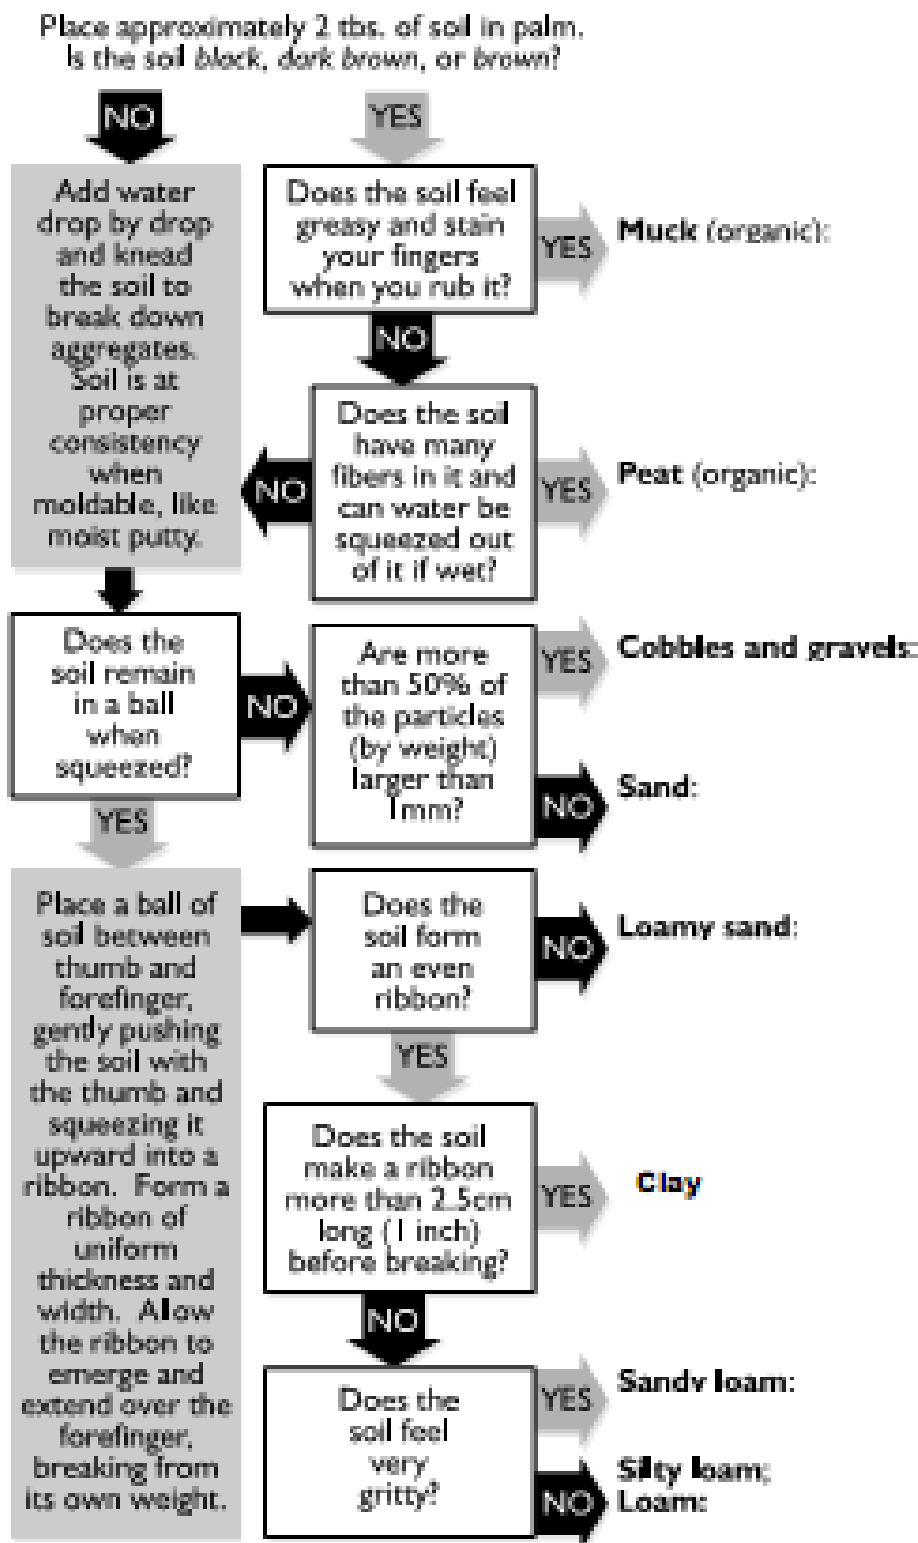 Place approximately 2 tbs. of soil in palm.
Is the soil black, dark brown, or brown?
NO
YES
Add water
drop by drop
and knead
the soil to
break down
aggregates.
Soil is at
proper
consistency
when
moldable, like
moist putty.
Does the soil feel
greasy and stain
your fingers
when you rub it?
YES
Muck (organic):
NO
Does the soil
have many
fibers in it and
can water be
squeezed out
of it if wet?
NO
YES
Peat (organic):
Does the
soil remain
in a ball
when
squeezed?
NO
Are more
than 50% of
the particles
(by weight)
larger than
1mm?
YES
Cobbles and gravels:
NO
Sand:
YES
Place a ball of
soil between
thumb and
forefinger,
gently pushing
the soil with
the thumb and
squeezing it
upward into a
ribbon. Form a
ribbon of
uniform
thickness and
width. Allow
the ribbon to
emerge and
extend over the
forefinger,
breaking from
its own weight.
Does the
soil form
an even
ribbon?
NO
Loamy sand:
YES
Does the soil
make a ribbon
more than 2.5cm
long (1 inch)
before breaking?
YES
Clay
NO
Does the
soil feel
very
gritty?
YES
Sandy loam:
NO
Silty loam;
Loam: